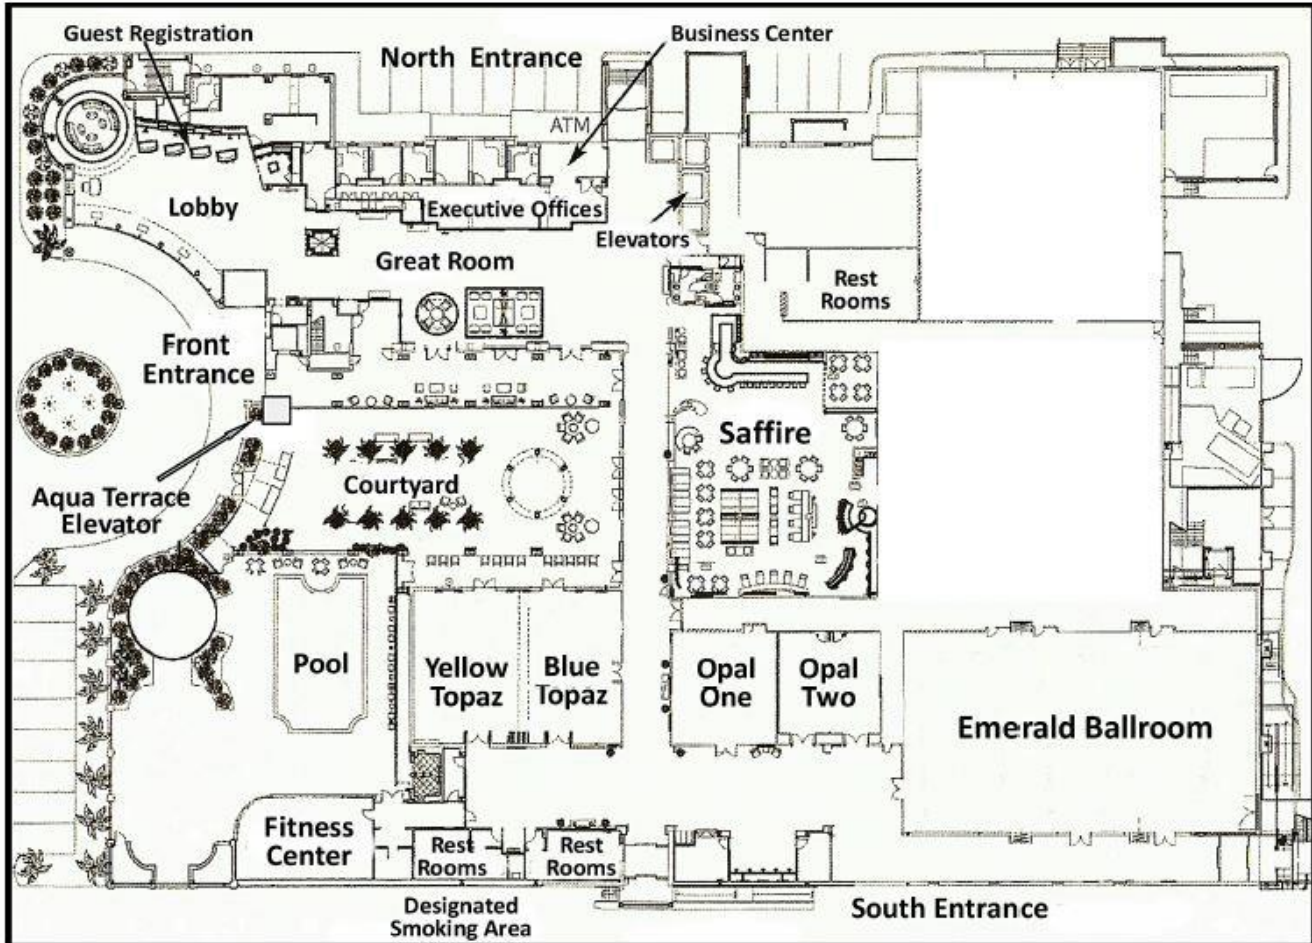 Guest Registration
North Entrance
Business Center
ATM
Lobby
Executive Offices
Elevators
Great Room
Rest
Rooms
Front
Entrance
Saffire
Aqua Terrace
Elevator
Courtyard
Pool
Yellow
Topaz
Blue
Topaz
Opal
One
Opal
Two
Emerald Ballroom
Fitness
Center
Rest
Rooms
Rest
Rooms
Designated
Smoking Area
South Entrance